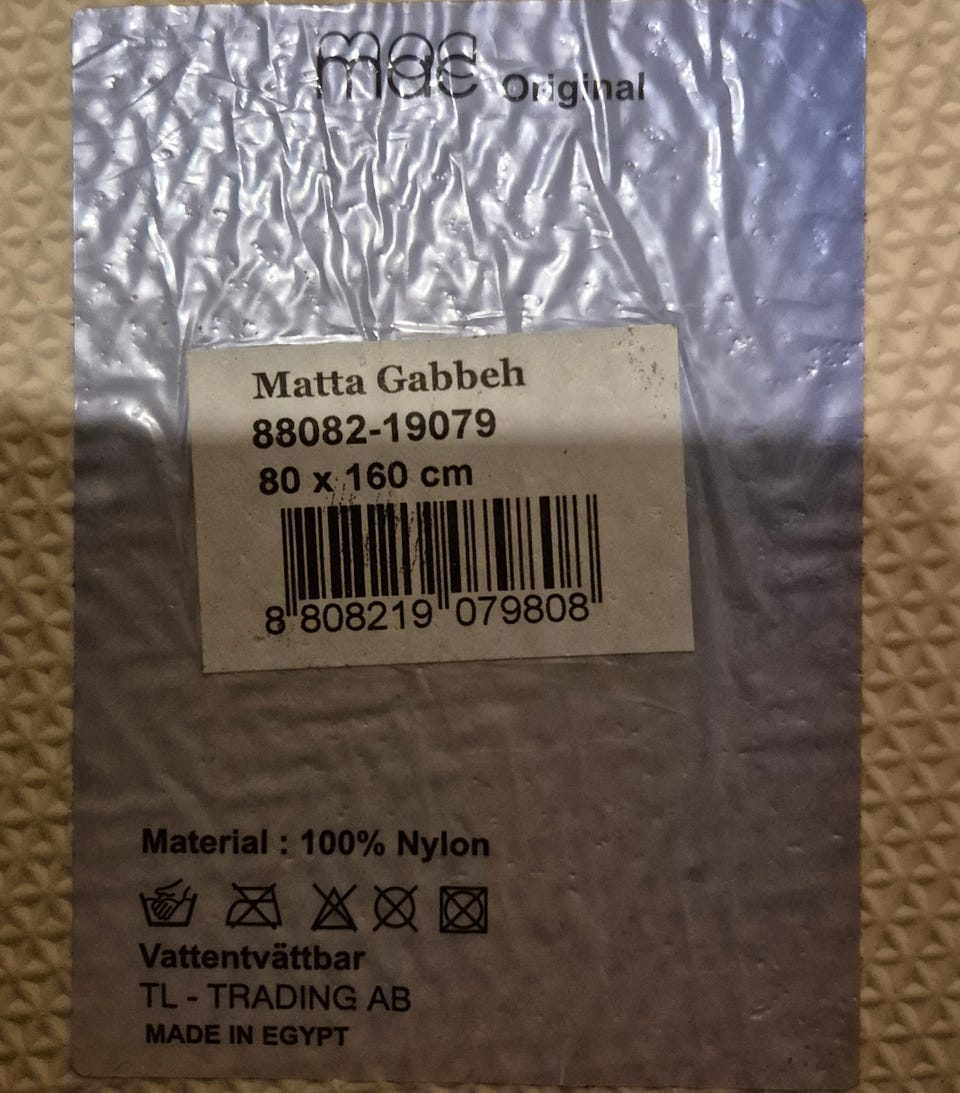 mac Original
Matta Gabbeh
88082-19079
80 x 160 cm
8 808219 079808
Material : 100% Nylon
Vattentvättbar
TL - TRADING AB
MADE IN EGYPT